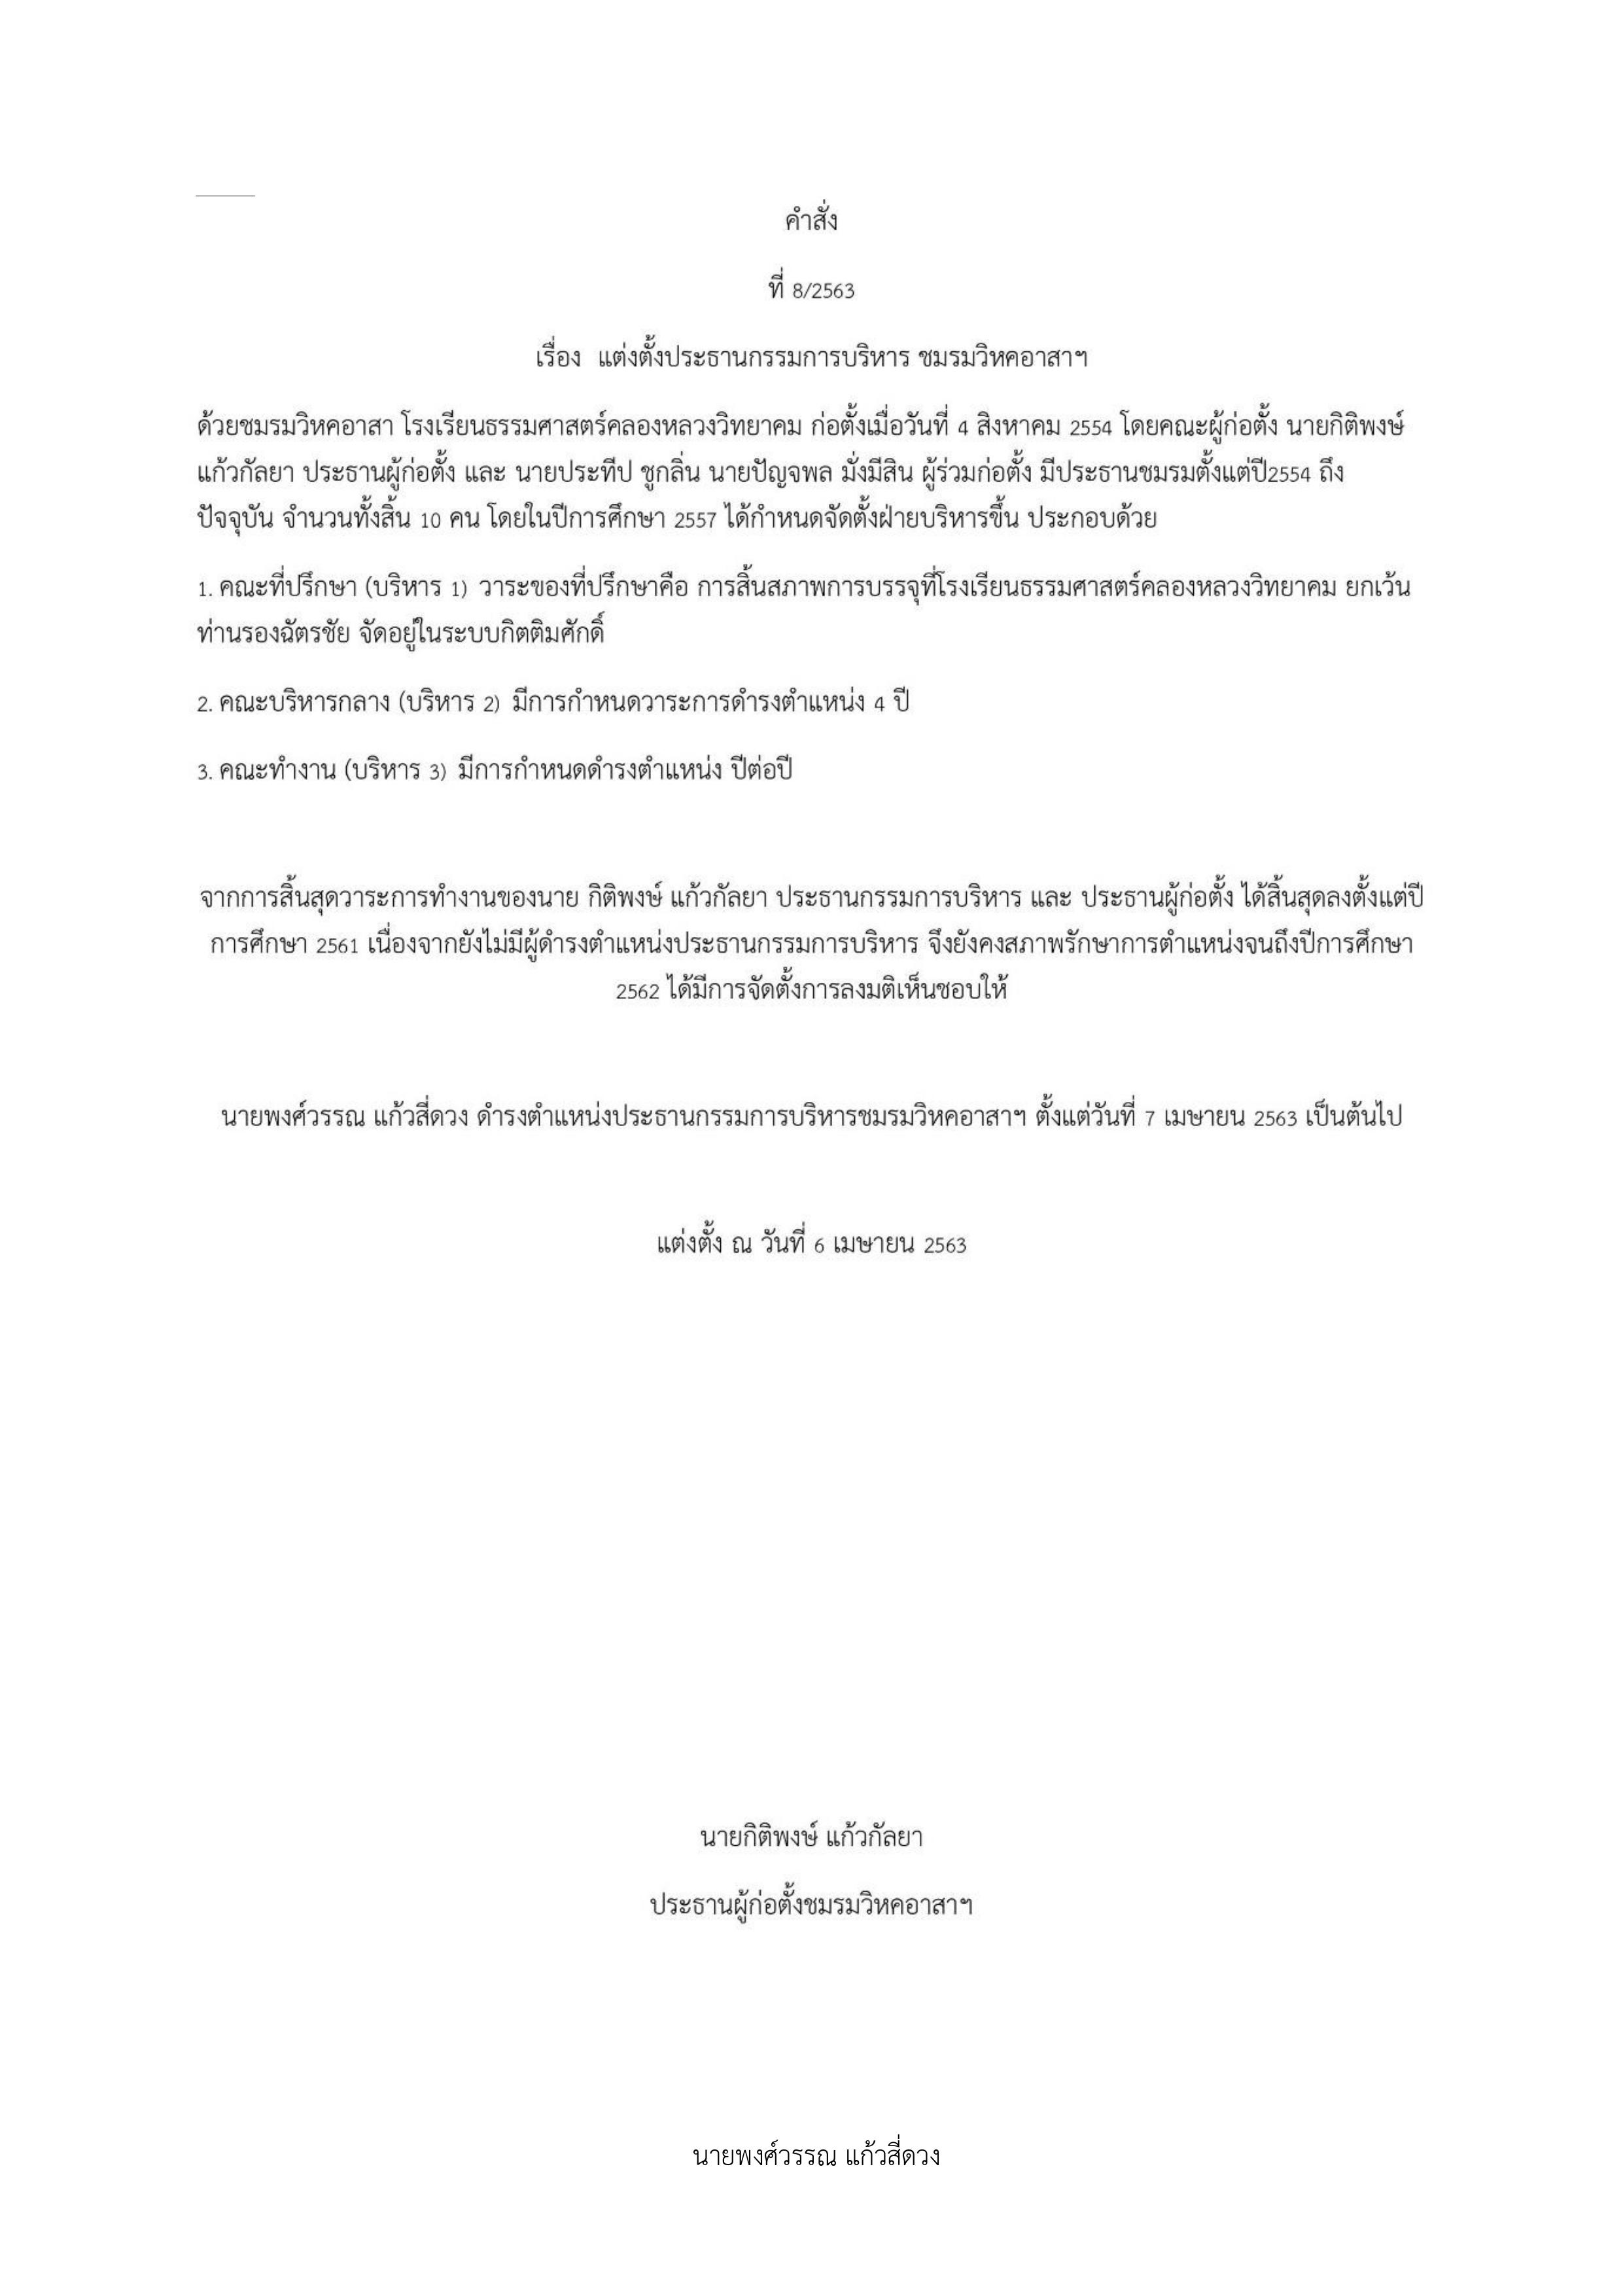 คำสั่ง
ที่ 8/2563
เรื่อง แต่งตั้งประธานกรรมการบริหาร ชมรมวิหคอาสาฯ
ด้วยชมรมวิหคอาสา โรงเรียนธรรมศาสตร์คลองหลวงวิทยาคม ก่อตั้งเมื่อวันที่ 4 สิงหาคม 2554 โดยคณะผู้ก่อตั้ง นายกิติพงษ์
แก้วกัลยา ประธานผู้ก่อตั้ง และ นายประทีป ชูกลิ่น นายปัญจพล มั่งมีสิน ผู้ร่วมก่อตั้ง มีประธานชมรมตั้งแต่ปี2554 ถึง
ปัจจุบัน จำนวนทั้งสิ้น 10 คน โดยในปีการศึกษา 2557 ได้กำหนดจัดตั้งฝ่ายบริหารขึ้น ประกอบด้วย
1. คณะที่ปรึกษา (บริหาร 1) วาระของที่ปรึกษาคือ การสิ้นสภาพการบรรจุที่โรงเรียนธรรมศาสตร์คลองหลวงวิทยาคม ยกเว้น
ท่านรองฉัตรชัย จัดอยู่ในระบบกิตติมศักดิ์
2. คณะบริหารกลาง (บริหาร 2) มีการกำหนดวาระการดำรงตำแหน่ง 4 ปี
3. คณะทำงาน (บริหาร 3) มีการกำหนดดำรงตำแหน่ง ปีต่อปี
จากการสิ้นสุดวาระการทำงานของนาย กิติพงษ์ แก้วกัลยา ประธานกรรมการบริหาร และ ประธานผู้ก่อตั้ง ได้สิ้นสุดลงตั้งแต่ปี
การศึกษา 2561 เนื่องจากยังไม่มีผู้ดำรงตำแหน่งประธานกรรมการบริหาร จึงยังคงสภาพรักษาการตำแหน่งจนถึงปีการศึกษา
2562 ได้มีการจัดตั้งการลงมติเห็นชอบให้
นายพงศ์วรรณ แก้วสี่ดวง ดำรงตำแหน่งประธานกรรมการบริหารชมรมวิหคอาสาฯ ตั้งแต่วันที่ 7 เมษายน 2563 เป็นต้นไป
แต่งตั้ง ณ วันที่ 6 เมษายน 2563
นายกิติพงษ์ แก้วกัลยา
ประธานผู้ก่อตั้งชมรมวิหคอาสาฯ
นายพงศ์วรรณ แก้วสี่ดวง